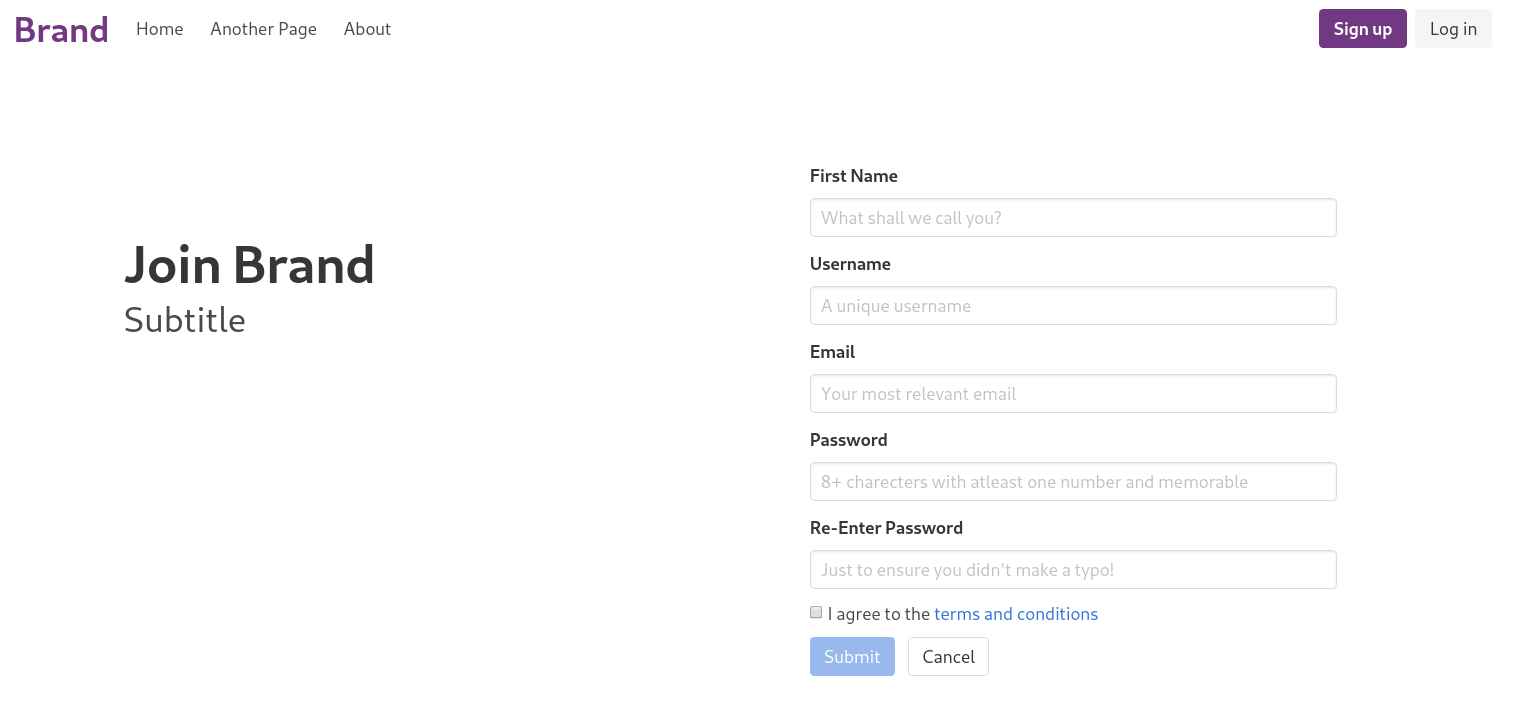 Brand
Home
Another Page
About
Sign up
Log in
Join Brand
Subtitle
First Name
What shall we call you?
Username
A unique username
Email
Your most relevant email
Password
8+ charecters with atleast one number and memorable
Re-Enter Password
Just to ensure you didn't make a typo!
I agree to the terms and conditions
Submit
Cancel